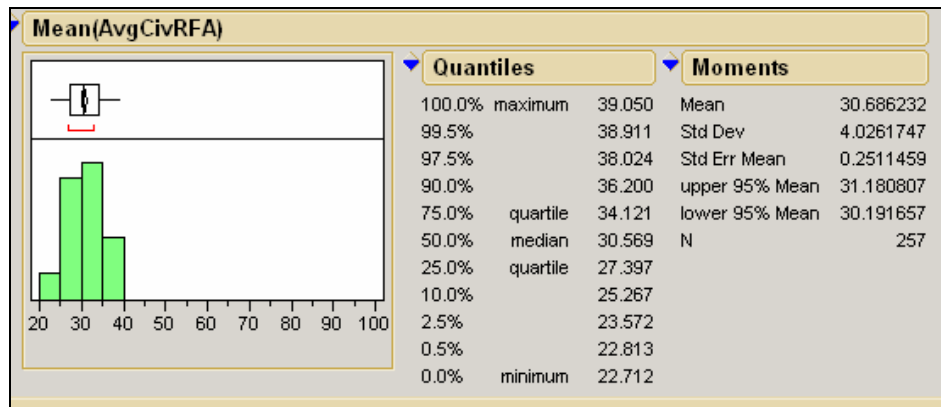 Mean(AvgCivRFA)
20 30 40 50 60 70 80 90 100
Quantiles
100.0% maximum 39.050
99.5% 38.911
97.5% 38.024
90.0% 36.200
75.0% quartile 34.121
50.0% median 30.569
25.0% quartile 27.397
10.0% 25.267
2.5% 23.572
0.5% 22.813
0.0% minimum 22.712
Moments
Mean 30.686232
Std Dev 4.0261747
Std Err Mean 0.2511459
upper 95% Mean 31.180807
lower 95% Mean 30.191657
N 257